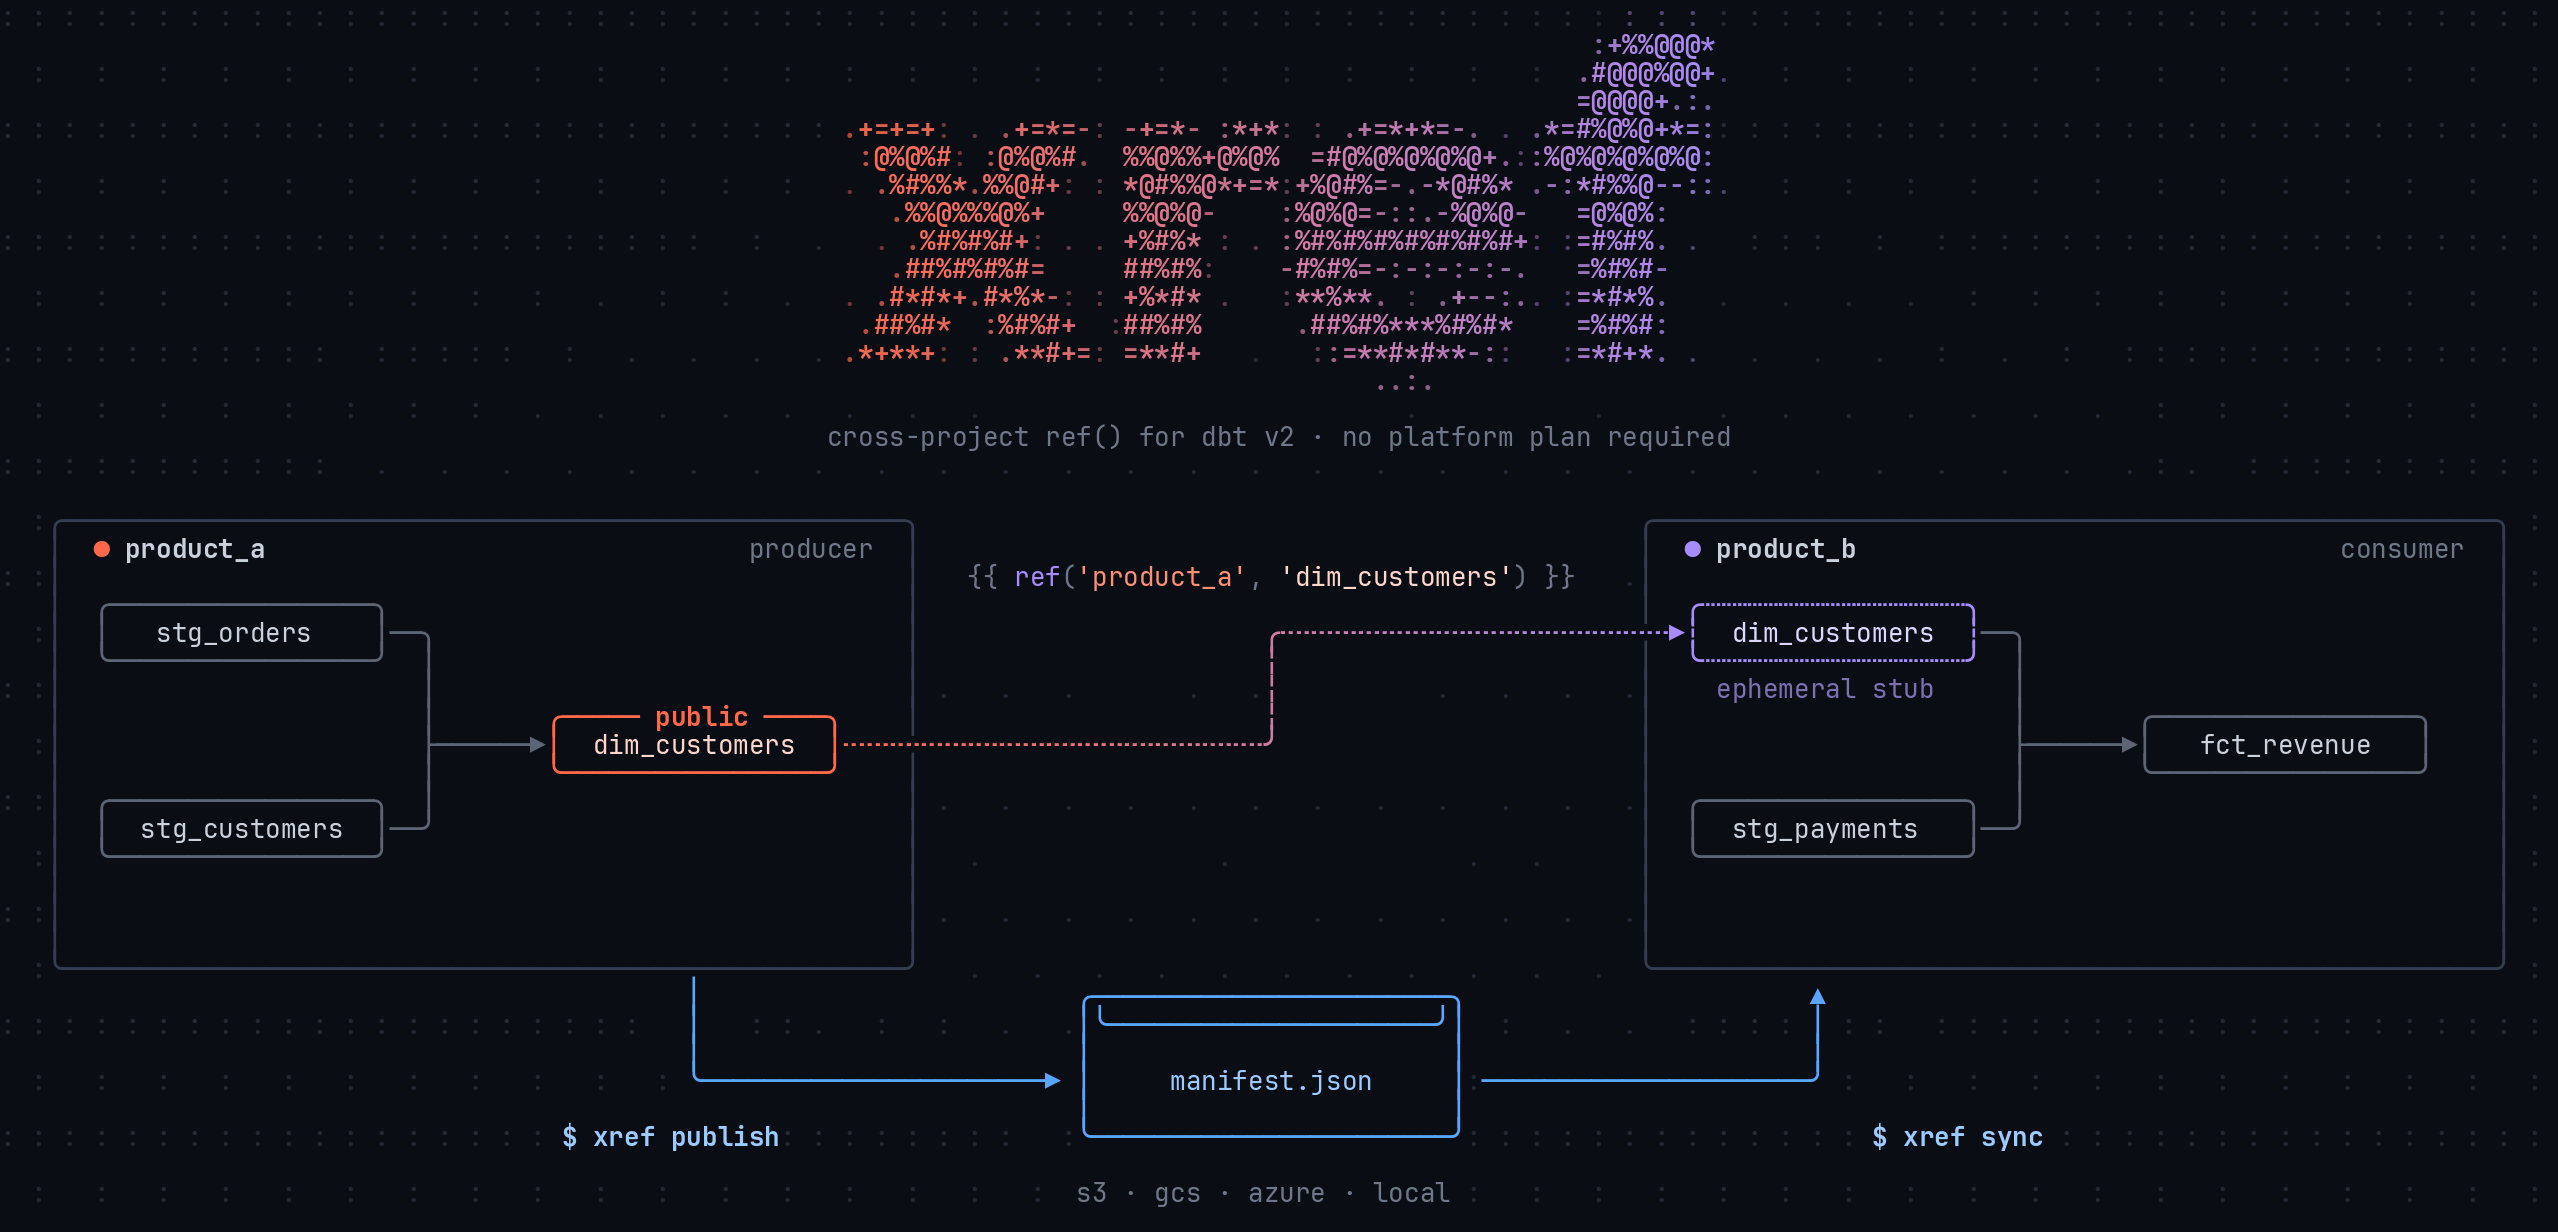 xref
cross-project ref() for dbt v2 · no platform plan required
product_a
producer
stg_orders
stg_customers
public
dim_customers
{{ ref('product_a', 'dim_customers') }}
product_b
consumer
dim_customers
ephemeral stub
stg_payments
fct_revenue
$ xref publish
manifest.json
$ xref sync
s3 · gcs · azure · local